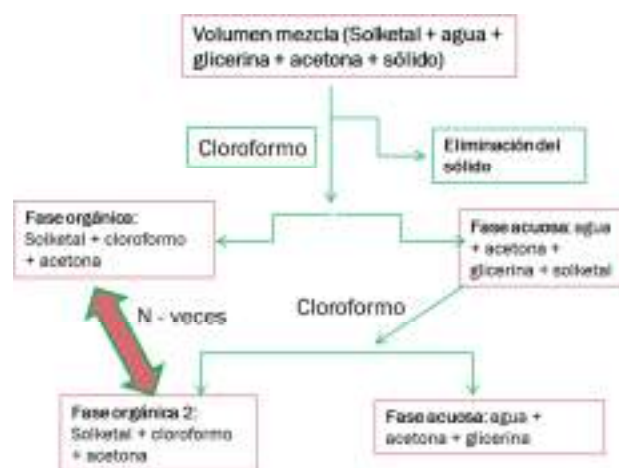 Volumen mezcla (Solketal + agua +
glicerina + acetona + sólido)
Cloroformo
Eliminación del
sólido
Fase orgánica:
Solketal + cloroformo
+ acetona
Fase acuosa: agua
+ acetona +
glicerina + solketal
N - veces
Cloroformo
Fase orgánica 2:
Solketal + cloroformo
+ acetona
Fase acuosa: agua +
acetona + glicerina